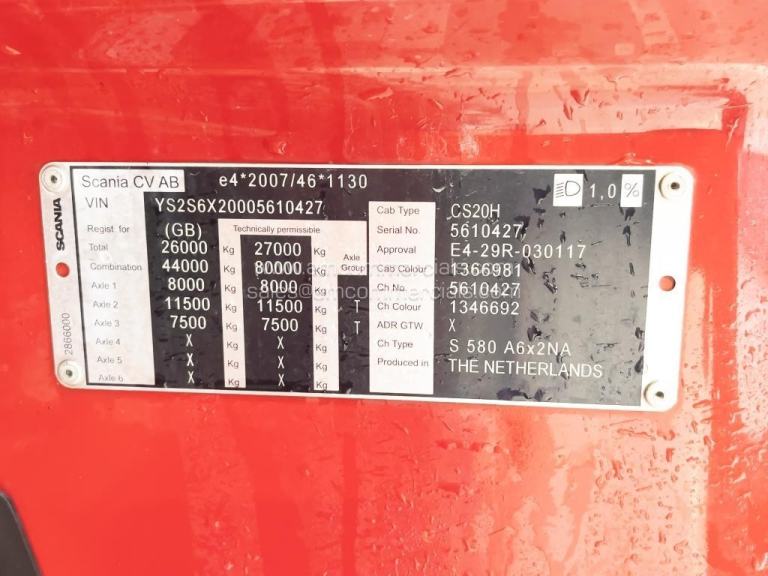 Scania CV AB e4*2007/46*1130 1,0 %
VIN YS2S6X20005610427
SCANIA
2866000
Regist. for (GB) Technically permissible
Total 26000 Kg 27000 Kg Axle Group
Combination 44000 Kg 80000 Kg
Axle 1 8000 Kg 8000 Kg
Axle 2 11500 Kg 11500 Kg T
Axle 3 7500 Kg 7500 Kg T
Axle 4 X Kg X Kg
Axle 5 X Kg X Kg
Axle 6 X Kg X Kg
Cab Type CS20H
Serial No. 5610427
Approval E4-29R-030117
Cab Colour 1366981
Ch No. 5610427
Ch Colour 1346692
ADR GTW X
Ch Type S 580 A6x2NA
Produced in THE NETHERLANDS